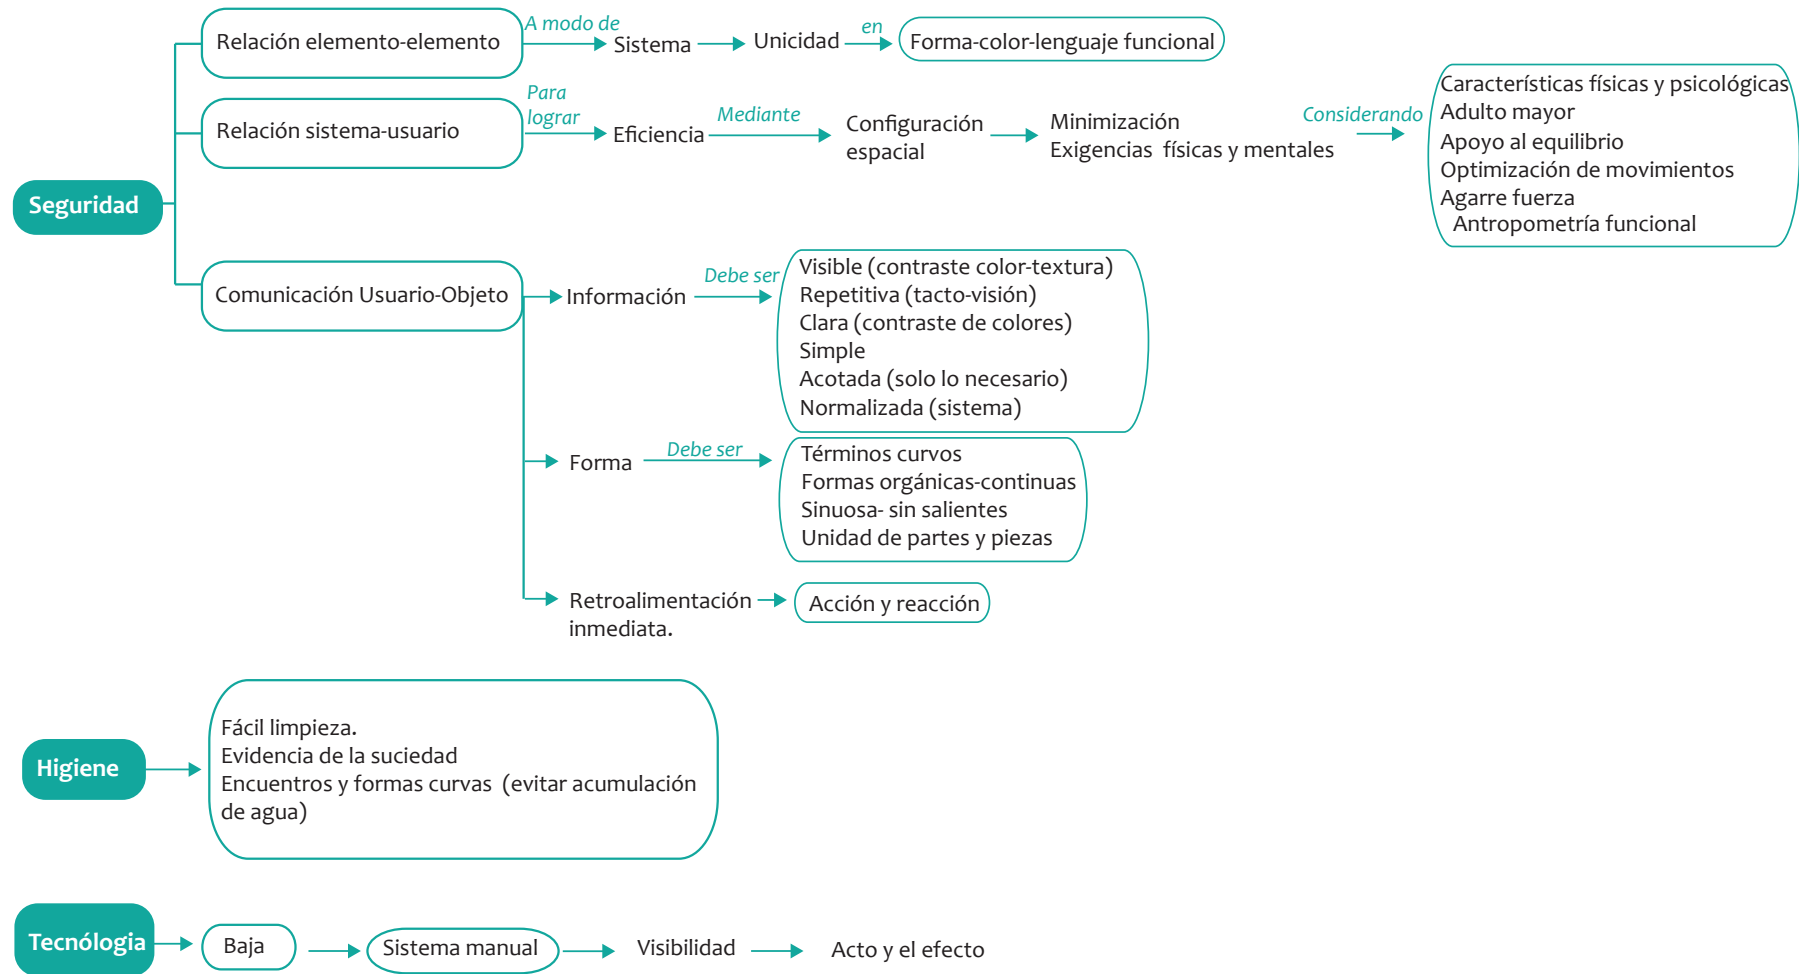 Relación elemento-elemento
A modo de
Sistema
Unicidad
en
Forma-color-lenguaje funcional
Relación sistema-usuario
Para
lograr
Eficiencia
Mediante
Configuración
espacial
Minimización
Exigencias físicas y mentales
Considerando
Características físicas y psicológicas
Adulto mayor
Apoyo al equilibrio
Optimización de movimientos
Agarre fuerza
Antropometría funcional
Seguridad
Comunicación Usuario-Objeto
Información
Debe ser
Visible (contraste color-textura)
Repetitiva (tacto-visión)
Clara (contraste de colores)
Simple
Acotada (solo lo necesario)
Normalizada (sistema)
Forma
Debe ser
Términos curvos
Formas orgánicas-continuas
Sinuosa- sin salientes
Unidad de partes y piezas
Retroalimentación
inmediata.
Acción y reacción
Higiene
Fácil limpieza.
Evidencia de la suciedad
Encuentros y formas curvas (evitar acumulación
de agua)
Tecnólogia
Baja
Sistema manual
Visibilidad
Acto y el efecto